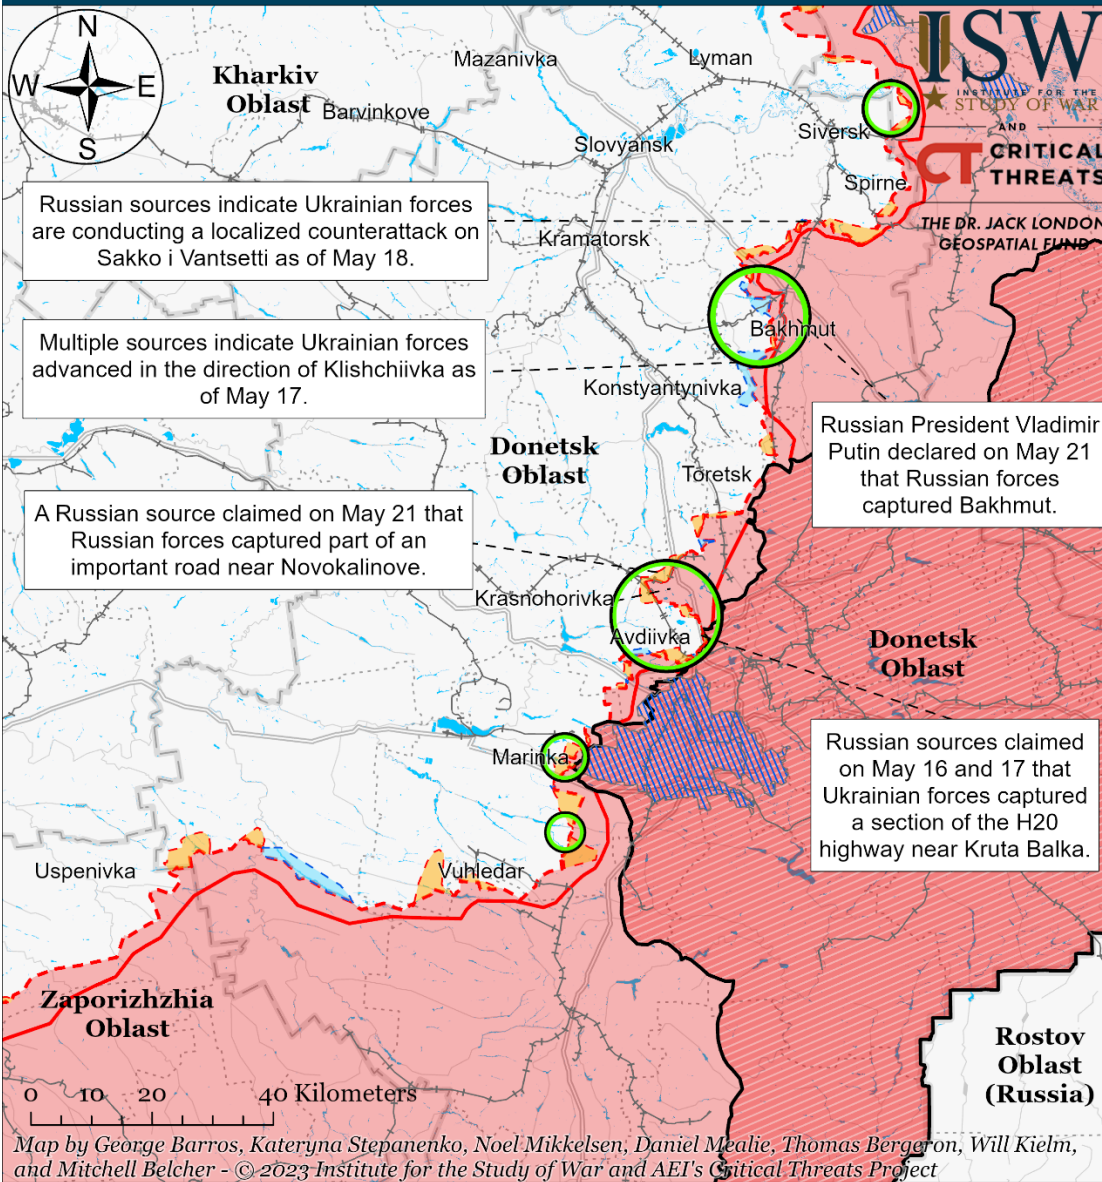 N
W
E
S
ISW
INSTITUTE FOR THE
STUDY OF WAR
AND
CT CRITICAL
THREATS
THE DR. JACK LONDON
GEOSPATIAL FUND
Kharkiv
Oblast
Mazanivka
Lyman
Barvinkove
Slovyansk
Siversk
Spirne
Kramatorsk
Russian sources indicate Ukrainian forces
are conducting a localized counterattack on
Sakko i Vantsetti as of May 18.
Bakhmut
Multiple sources indicate Ukrainian forces
advanced in the direction of Klishchiivka as
of May 17.
Konstyantynivka
Russian President Vladimir
Putin declared on May 21
that Russian forces
captured Bakhmut.
Donetsk
Oblast
Toretsk
A Russian source claimed on May 21 that
Russian forces captured part of an
important road near Novokalinove.
Krasnohorivka
Avdiivka
Donetsk
Oblast
Marinka
Russian sources claimed
on May 16 and 17 that
Ukrainian forces captured
a section of the H20
highway near Kruta Balka.
Uspenivka
Vuhledar
Zaporizhzhia
Oblast
Rostov
Oblast
(Russia)
0 10 20 40 Kilometers
Map by George Barros, Kateryna Stepanenko, Noel Mikkelsen, Daniel Mealie, Thomas Bergeron, Will Kielm,
and Mitchell Belcher - © 2023 Institute for the Study of War and AEI's Critical Threats Project